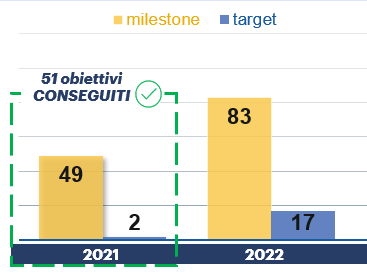 milestone target
51 obiettivi
CONSEGUITI
83
49
2
17
2021 2022